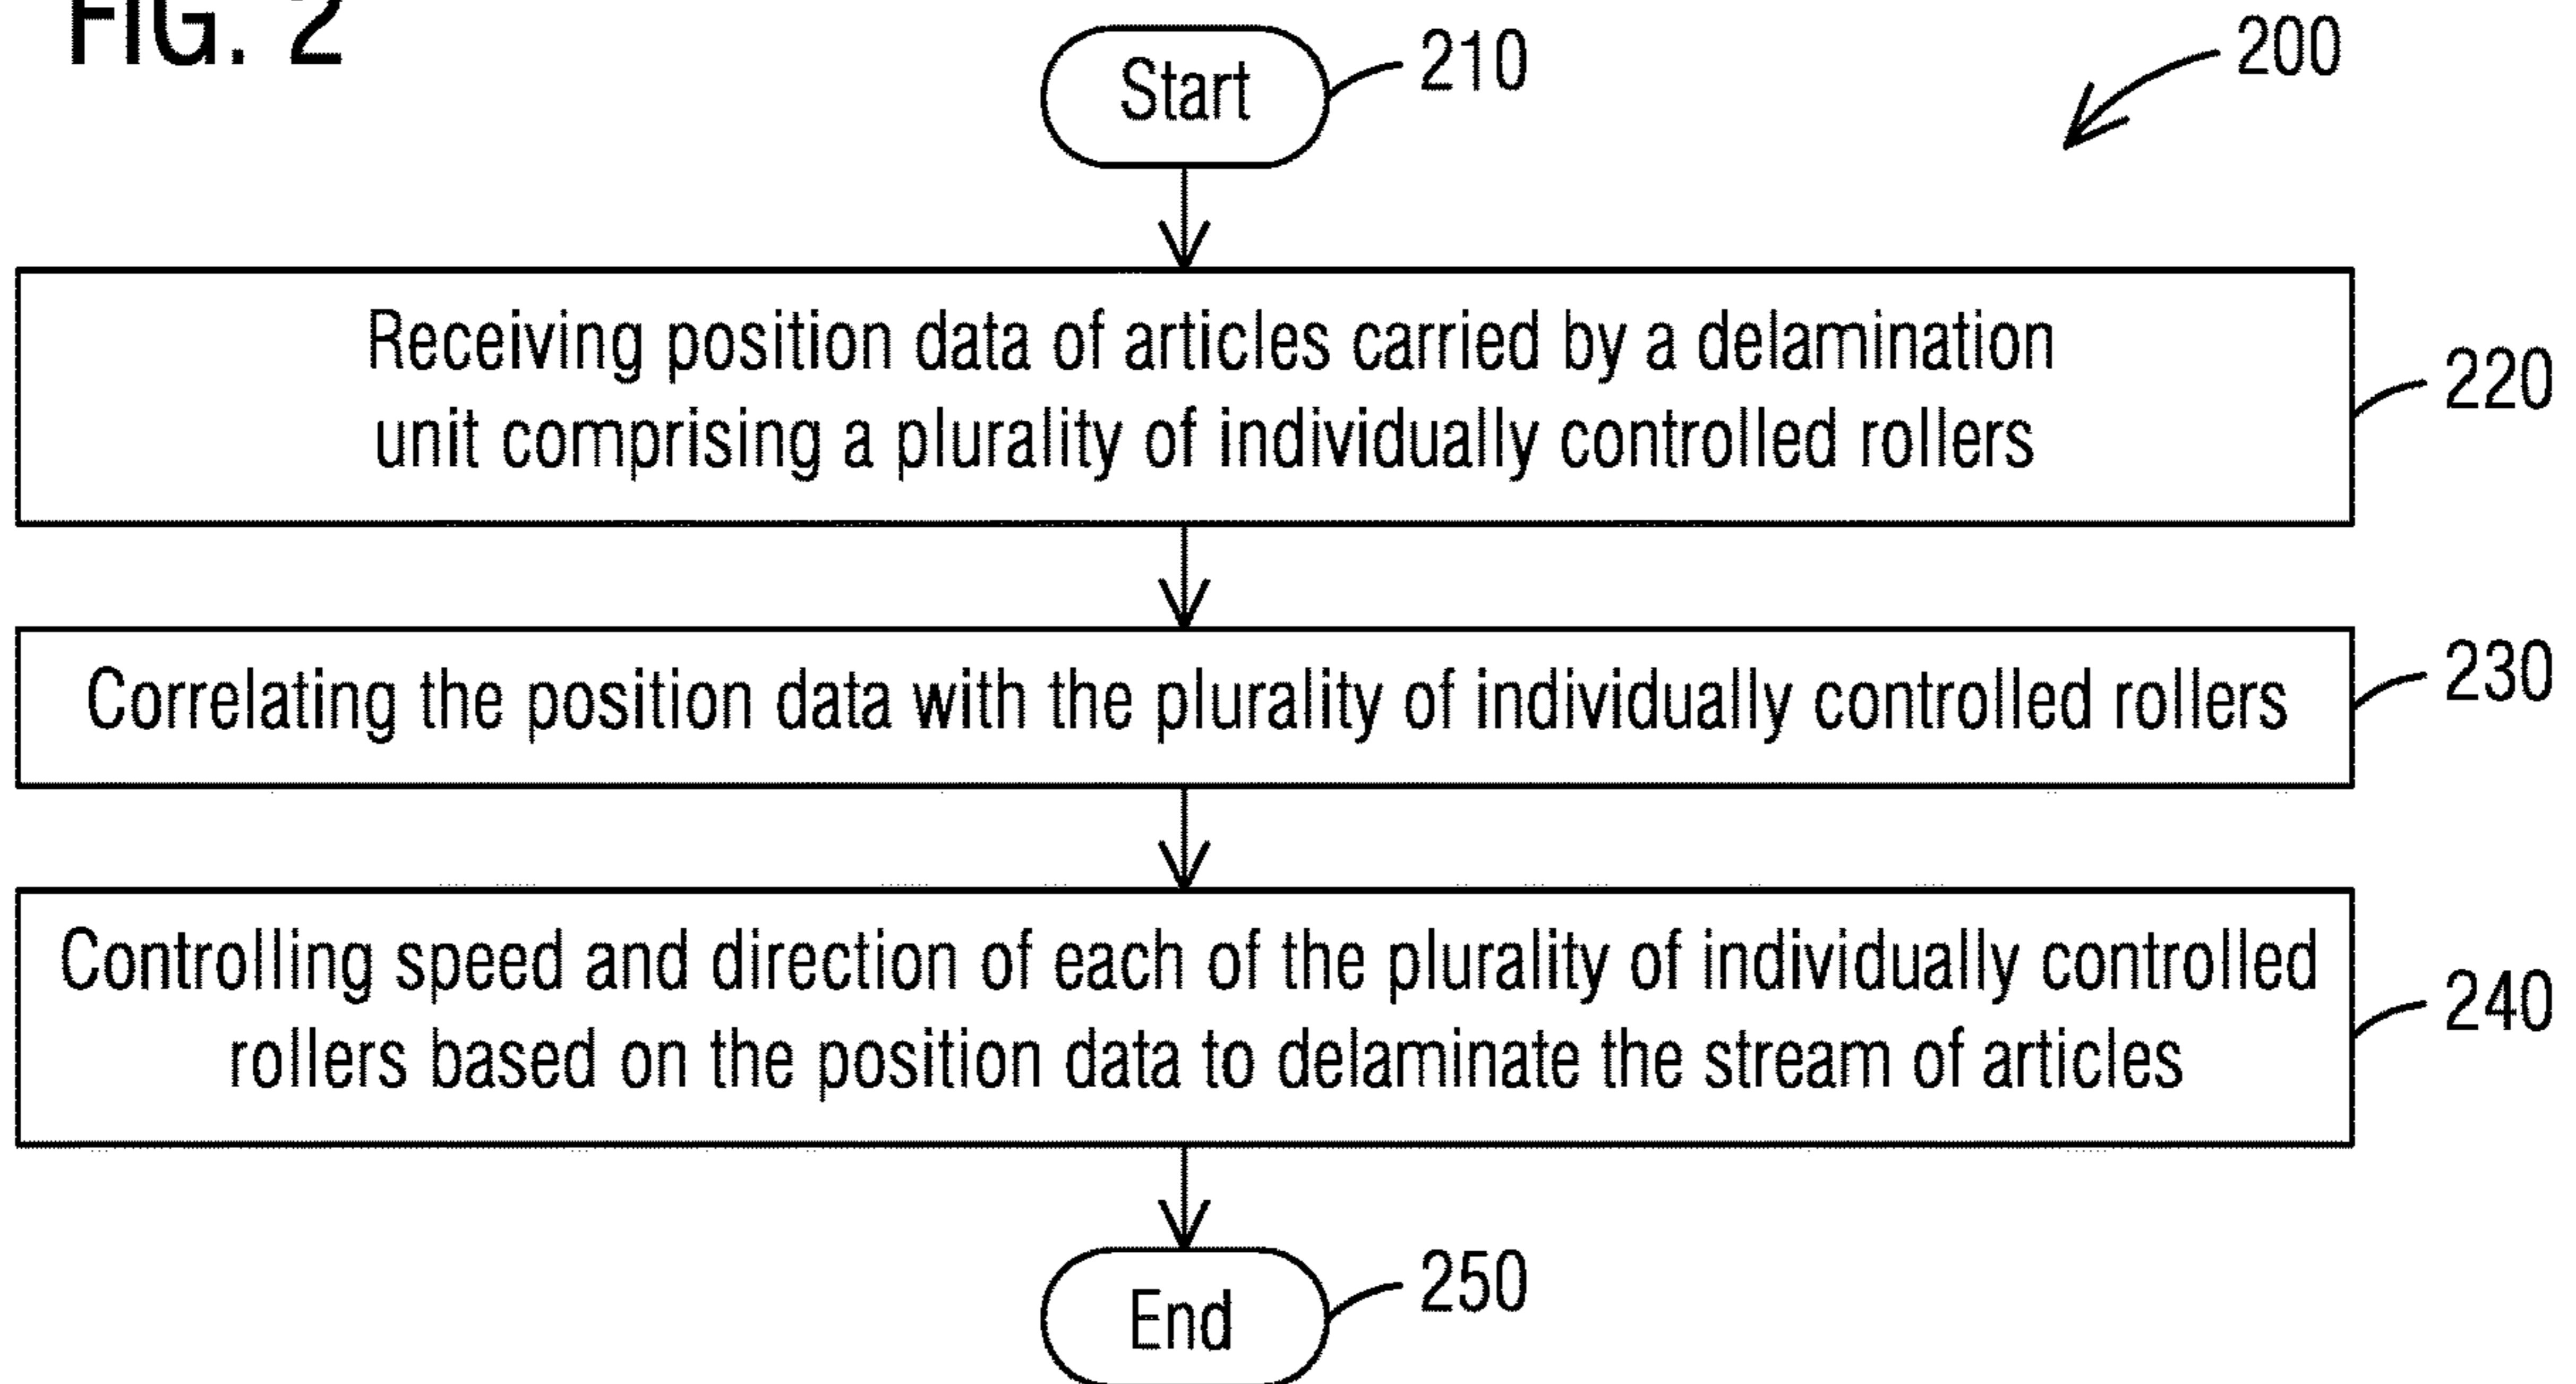 FIG. 2
200
Start
210
Receiving position data of articles carried by a delamination
unit comprising a plurality of individually controlled rollers
220
Correlating the position data with the plurality of individually controlled rollers
230
Controlling speed and direction of each of the plurality of individually controlled
rollers based on the position data to delaminate the stream of articles
240
End
250